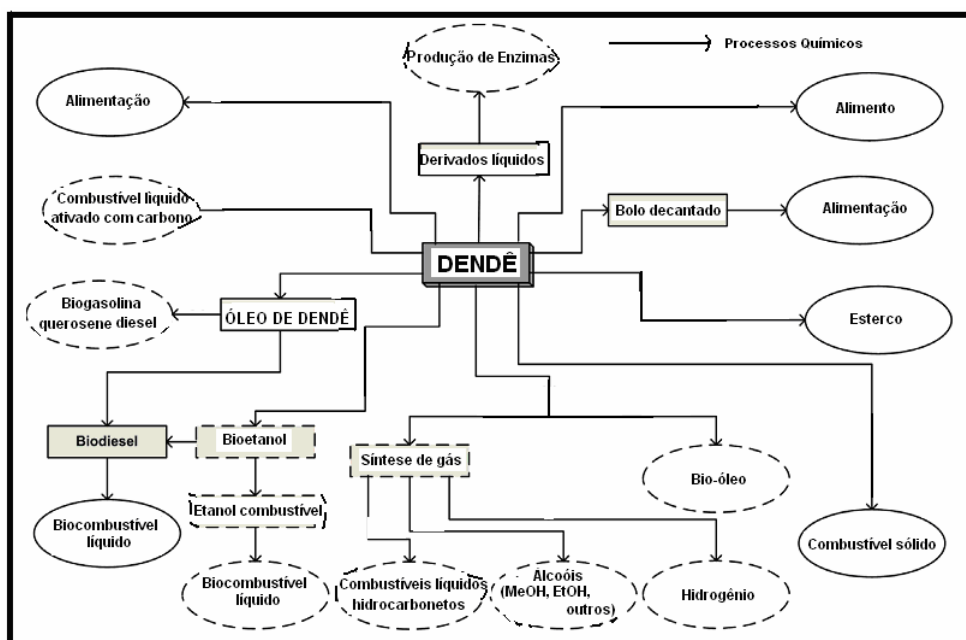 Produção de Enzimas
Processos Químicos
Alimentação
Alimento
Derivados líquidos
Combustível lìquido
ativado com carbono
Bolo decantado
Alimentação
DENDÊ
Biogasolina
querosene diesel
ÓLEO DE DENDÊ
Esterco
Biodiesel
Bioetanol
Síntese de gás
Bio-óleo
Etanol combustível
Biocombustível
líquido
Combustível sólido
Biocombustível
líquido
Combustíveis líquidos
hidrocarbonetos
Álcoóis
(MeOH, EtOH,
outros)
Hidrogênio